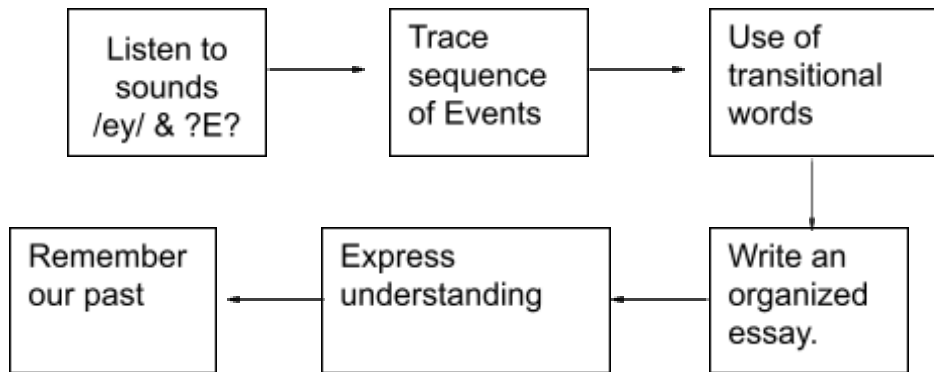 Listen to
sounds
/ey/ & ?E?
Trace
sequence
of Events
Use of
transitional
words
Write an
organized
essay.
Express
understanding
Remember
our past